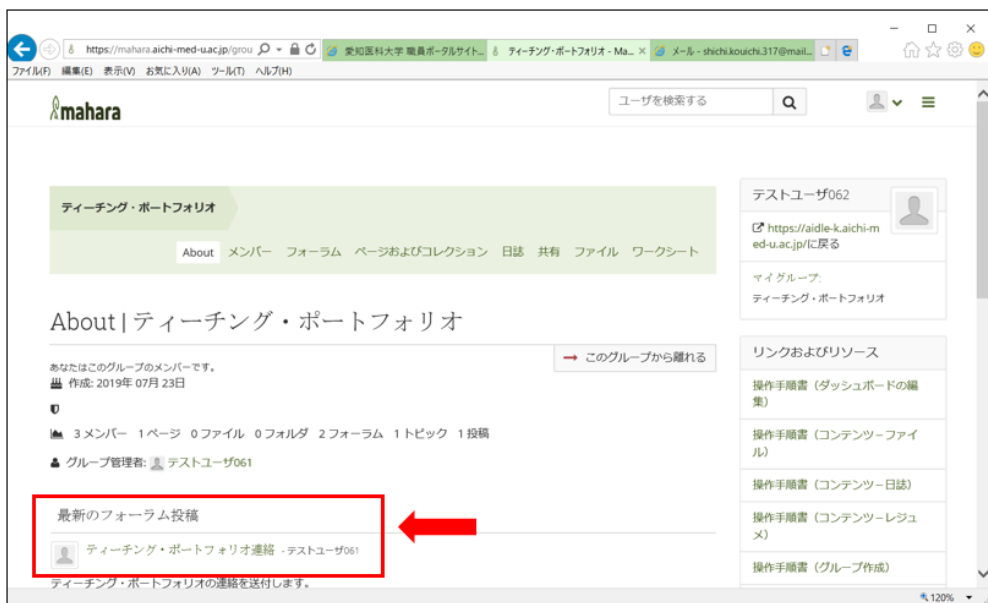 https://mahara.aichi-med-u.ac.jp/grou
愛知医科大学 職員ポータルサイト...
ティーチング・ポートフォリオ - Ma...
メール - shichi.kouichi.317@mail...
ファイル(F) 編集(E) 表示(V) お気に入り(A) ツール(T) ヘルプ(H)
mahara
ユーザを検索する
ティーチング・ポートフォリオ
About メンバー フォーラム ページおよびコレクション 日誌 共有 ファイル ワークシート
About | ティーチング・ポートフォリオ
このグループから離れる
あなたはこのグループのメンバーです。
作成: 2019年 07月 23日
3 メンバー 1 ページ 0 ファイル 0 フォルダ 2 フォーラム 1 トピック 1 投稿
グループ管理者: テストユーザ061
最新のフォーラム投稿
ティーチング・ポートフォリオ連絡 - テストユーザ061
ティーチング・ポートフォリオの連絡を送付します。
テストユーザ062
https://aidle-k.aichi-m
ed-u.ac.jp/に戻る
マイグループ:
ティーチング・ポートフォリオ
リンクおよびリソース
操作手順書（ダッシュボードの編
集）
操作手順書（コンテンツ－ファイ
ル）
操作手順書（コンテンツ－日誌）
操作手順書（コンテンツ－レジュ
メ）
操作手順書（グループ作成）
120%